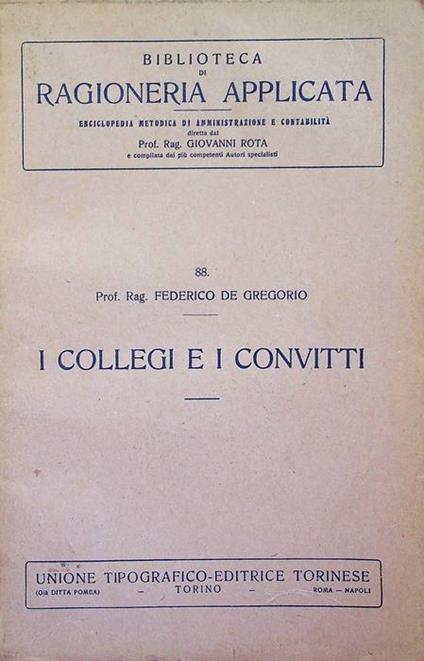 BIBLIOTECA
DI
RAGIONERIA APPLICATA
ENCICLOPEDIA METODICA DI AMMINISTRAZIONE E CONTABILITÀ
diretta dal
Prof. Rag. GIOVANNI ROTA
e compilata dai più competenti Autori specialisti
88.
Prof. Rag. FEDERICO DE GREGORIO
I COLLEGI E I CONVITTI
UNIONE TIPOGRAFICO-EDITRICE TORINESE
(Già DITTA POMBA) – TORINO – ROMA – NAPOLI